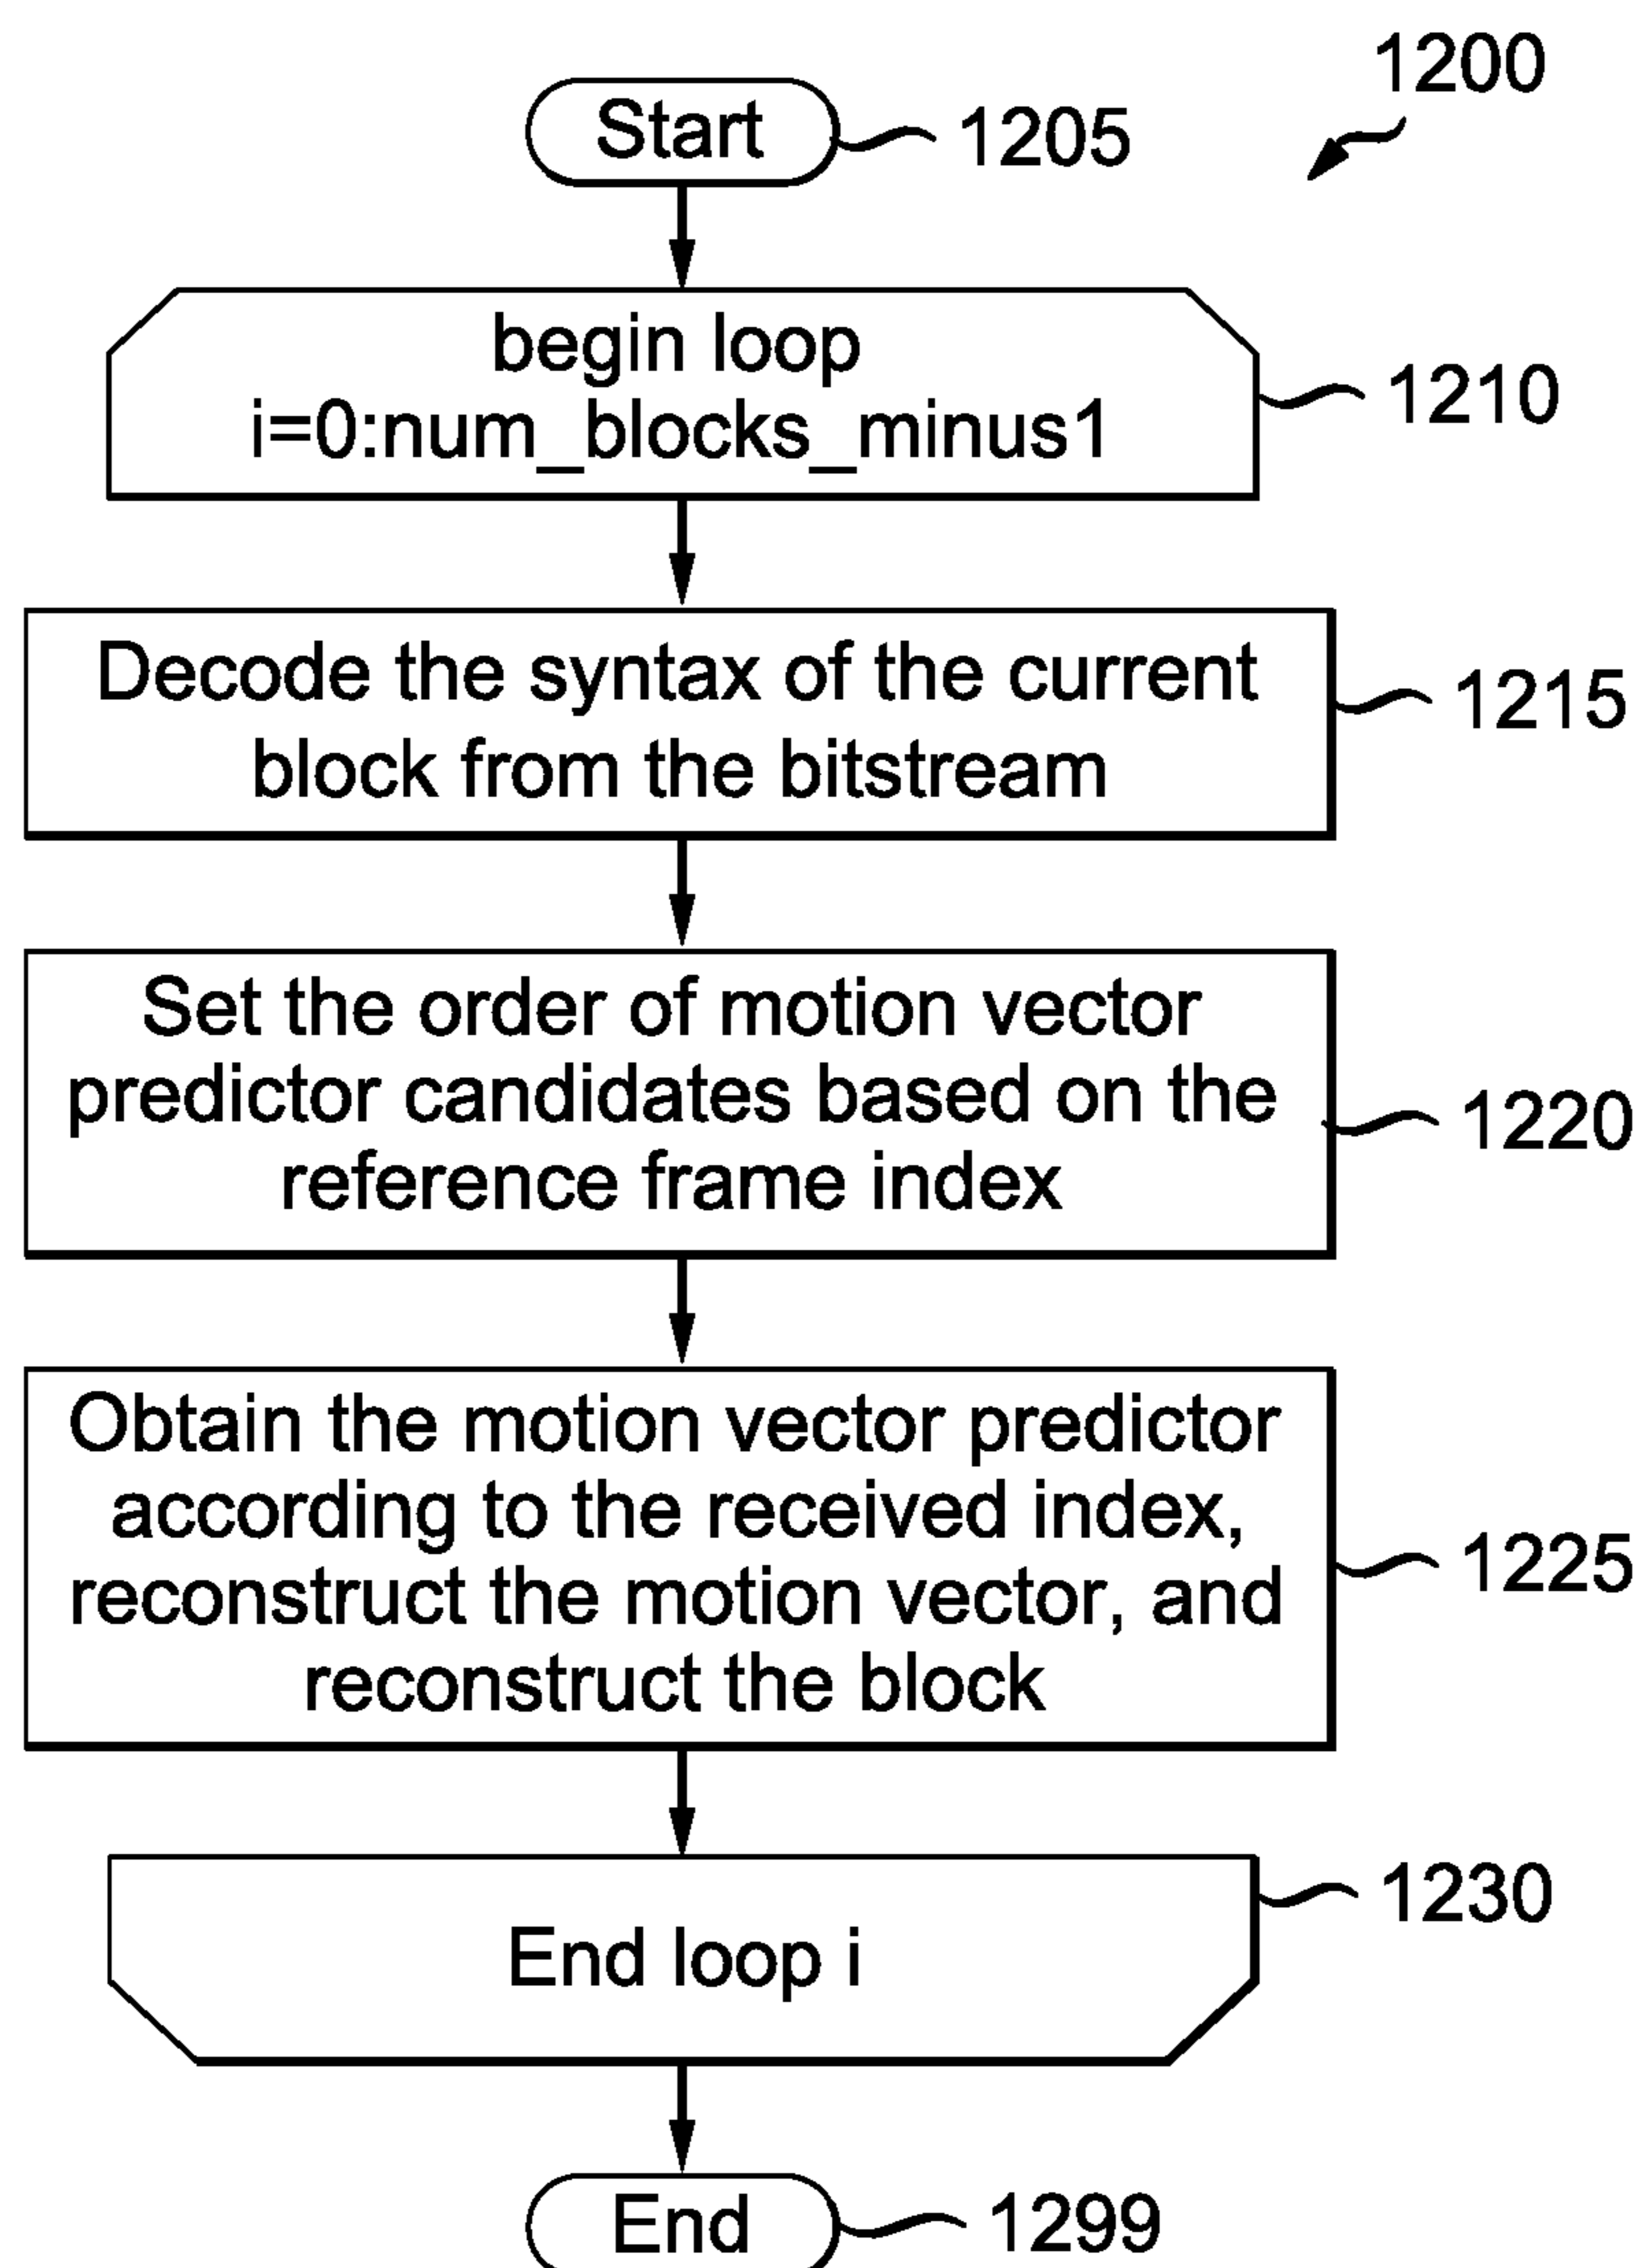 1200
Start
1205
begin loop
i=0:num_blocks_minus1
1210
Decode the syntax of the current
block from the bitstream
1215
Set the order of motion vector
predictor candidates based on the
reference frame index
1220
Obtain the motion vector predictor
according to the received index,
reconstruct the motion vector, and
reconstruct the block
1225
End loop i
1230
End
1299